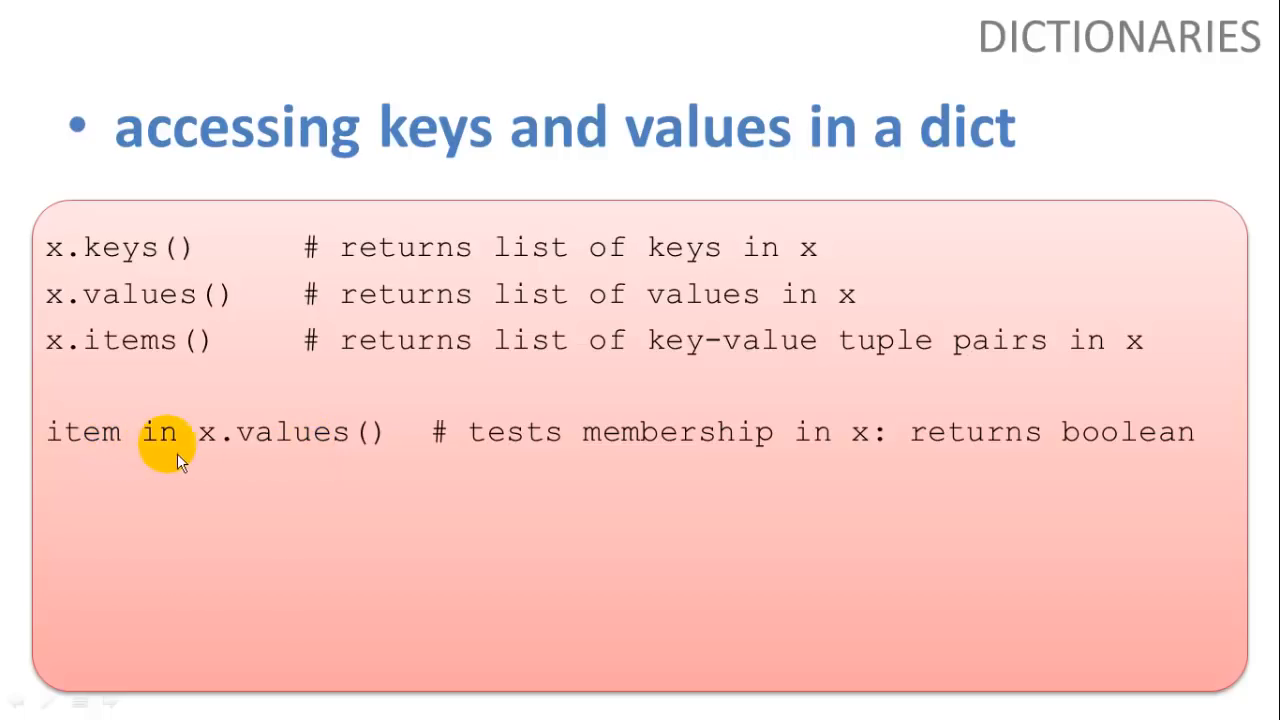 DICTIONARIES
• accessing keys and values in a dict
x.keys()      # returns list of keys in x
x.values()    # returns list of values in x
x.items()     # returns list of key-value tuple pairs in x
item in x.values()  # tests membership in x: returns boolean